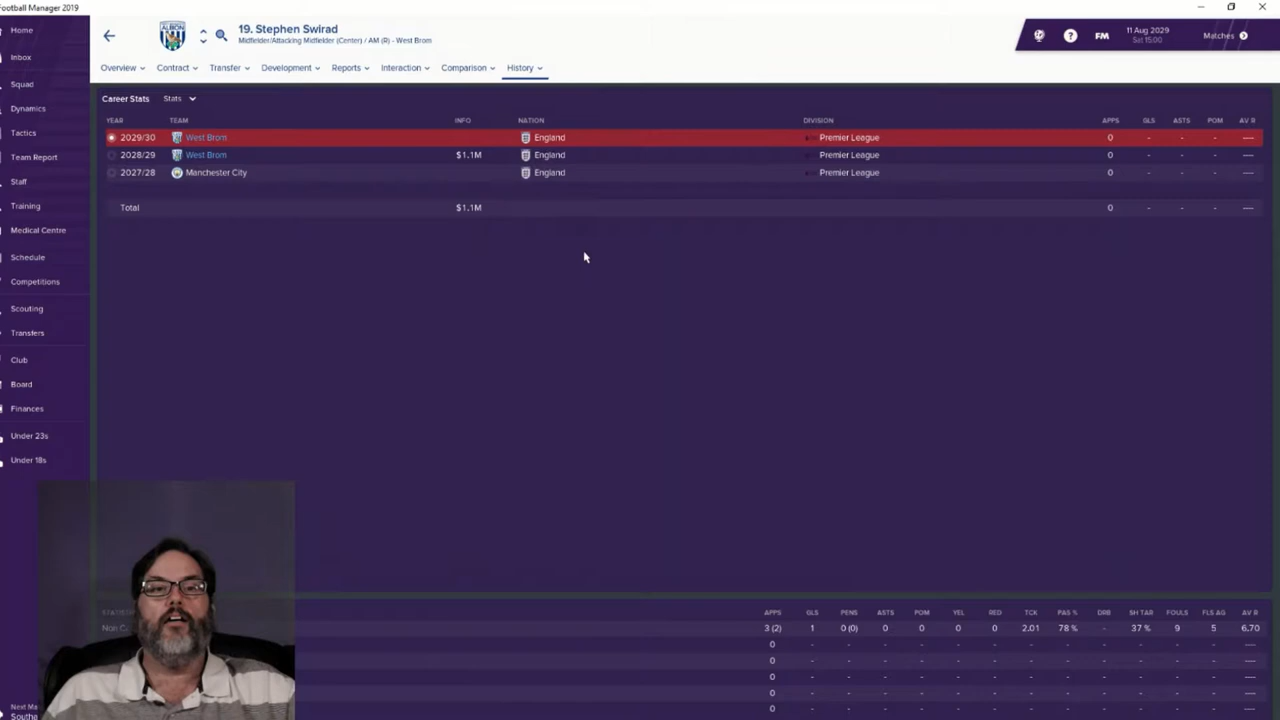 Football Manager 2019
19. Stephen Swirad
Midfielder/Attacking Midfielder (Center) / AM (R) - West Brom
11 Aug 2029
Sat 15:00
FM
Matches
Overview Contract Transfer Development Reports Interaction Comparison History
Home
Inbox
Squad
Dynamics
Tactics
Team Report
Staff
Training
Medical Centre
Schedule
Competitions
Scouting
Transfers
Club
Board
Finances
Under 23s
Under 18s
Career Stats Stats
YEAR TEAM INFO NATION DIVISION APPS GLS ASTS POM AV R
2029/30 West Brom England Premier League 0 - - - ---
2028/29 West Brom $1.1M England Premier League 0 - - - ---
2027/28 Manchester City England Premier League 0 - - - ---
Total $1.1M 0 - - - ---
APPS GLS PENS ASTS POM YEL RED TCK PAS % DRB SH TAR FOULS FLS AG AV R
3 (2) 1 0 (0) 0 0 0 0 2.01 78 % - 37 % 9 5 6.70
0 - - - - - - - - - - - - ---
0 - - - - - - - - - - - - ---
0 - - - - - - - - - - - - ---
0 - - - - - - - - - - - - ---
0 - - - - - - - - - - - - ---
Next Ma
Southa